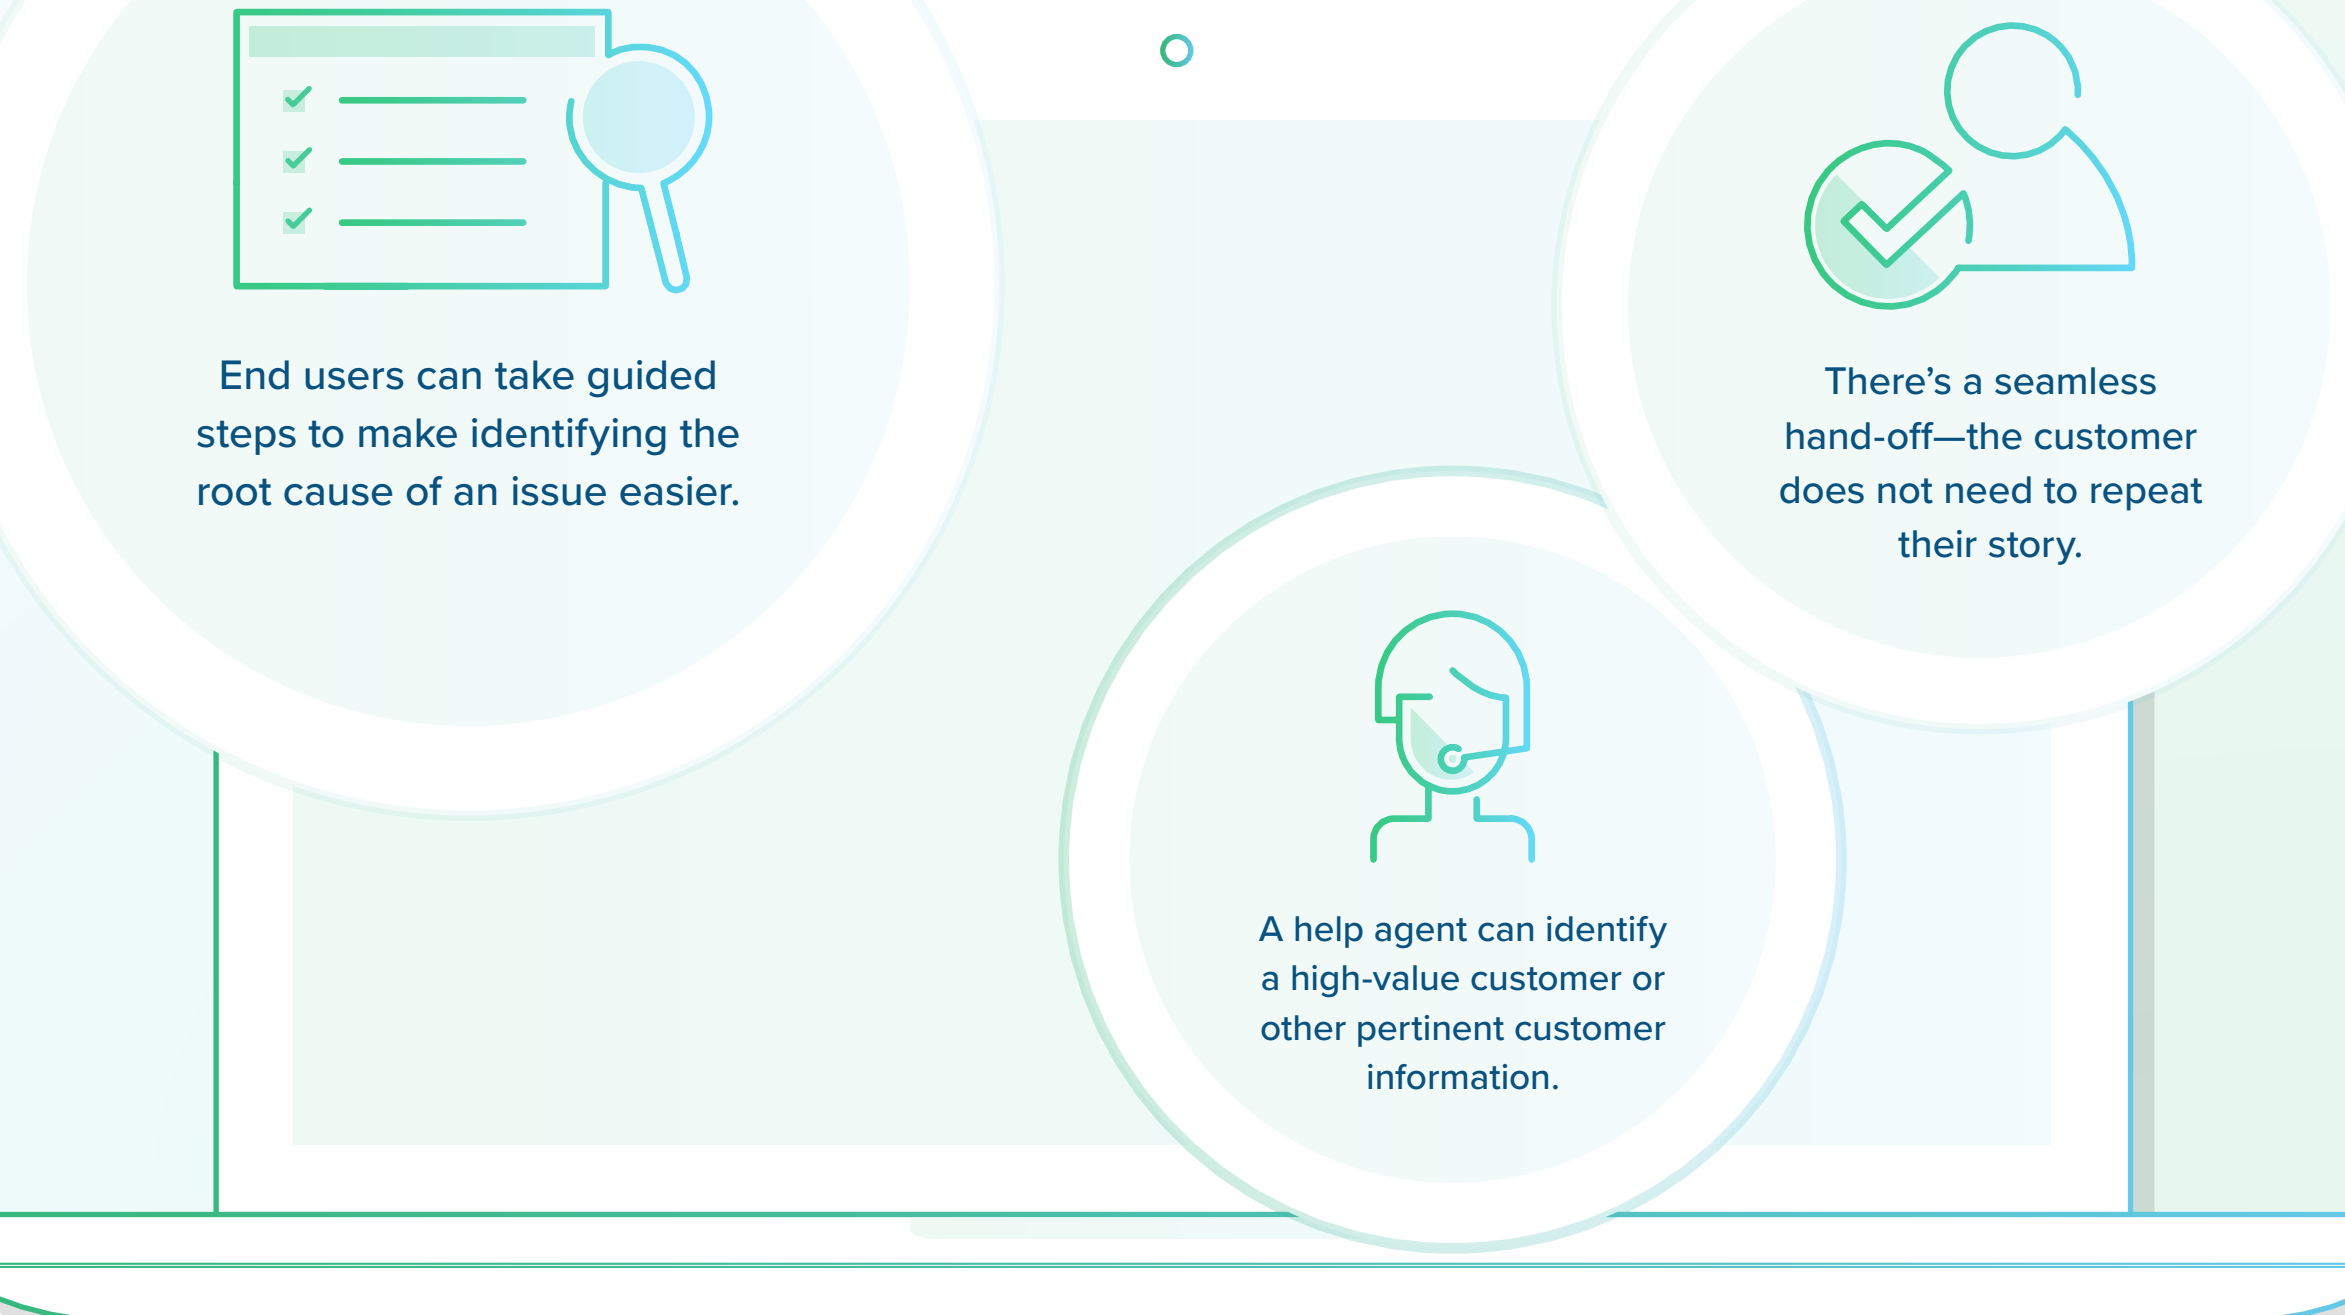 End users can take guided
steps to make identifying the
root cause of an issue easier.
There’s a seamless
hand-off—the customer
does not need to repeat
their story.
A help agent can identify
a high-value customer or
other pertinent customer
information.